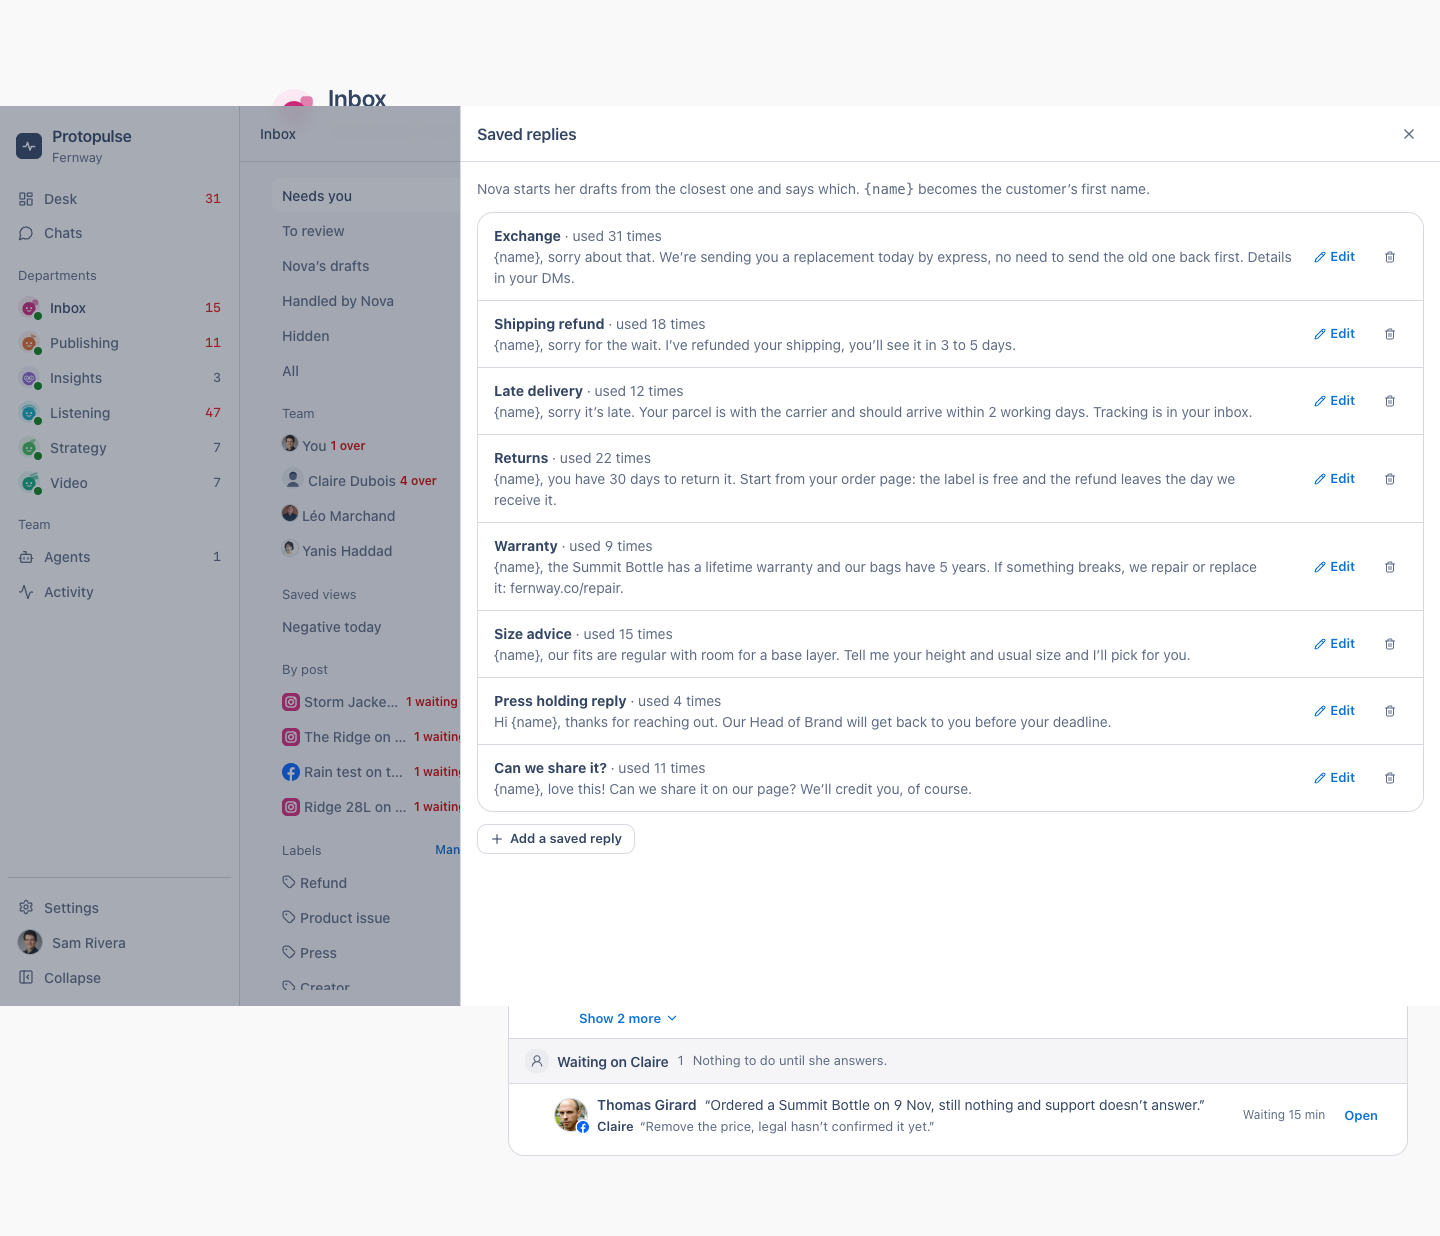 Inbox
Protopulse
Fernway
Desk 31
Chats
Departments
Inbox 15
Publishing 11
Insights 3
Listening 47
Strategy 7
Video 7
Team
Agents 1
Activity
Settings
Sam Rivera
Collapse
Inbox
Needs you
To review
Nova’s drafts
Handled by Nova
Hidden
All
Team
You 1 over
Claire Dubois 4 over
Léo Marchand
Yanis Haddad
Saved views
Negative today
By post
Storm Jacke... 1 waiting
The Ridge on ... 1 waiting
Rain test on t... 1 waiting
Ridge 28L on ... 1 waiting
Labels Man
Refund
Product issue
Press
Creator
Saved replies
Nova starts her drafts from the closest one and says which. {name} becomes the customer’s first name.
Exchange · used 31 times
{name}, sorry about that. We’re sending you a replacement today by express, no need to send the old one back first. Details
in your DMs.
Edit
Shipping refund · used 18 times
{name}, sorry for the wait. I’ve refunded your shipping, you’ll see it in 3 to 5 days.
Edit
Late delivery · used 12 times
{name}, sorry it’s late. Your parcel is with the carrier and should arrive within 2 working days. Tracking is in your inbox.
Edit
Returns · used 22 times
{name}, you have 30 days to return it. Start from your order page: the label is free and the refund leaves the day we
receive it.
Edit
Warranty · used 9 times
{name}, the Summit Bottle has a lifetime warranty and our bags have 5 years. If something breaks, we repair or replace
it: fernway.co/repair.
Edit
Size advice · used 15 times
{name}, our fits are regular with room for a base layer. Tell me your height and usual size and I’ll pick for you.
Edit
Press holding reply · used 4 times
Hi {name}, thanks for reaching out. Our Head of Brand will get back to you before your deadline.
Edit
Can we share it? · used 11 times
{name}, love this! Can we share it on our page? We’ll credit you, of course.
Edit
Add a saved reply
Show 2 more
Waiting on Claire 1 Nothing to do until she answers.
Thomas Girard “Ordered a Summit Bottle on 9 Nov, still nothing and support doesn’t answer.”
Claire “Remove the price, legal hasn’t confirmed it yet.”
Waiting 15 min Open